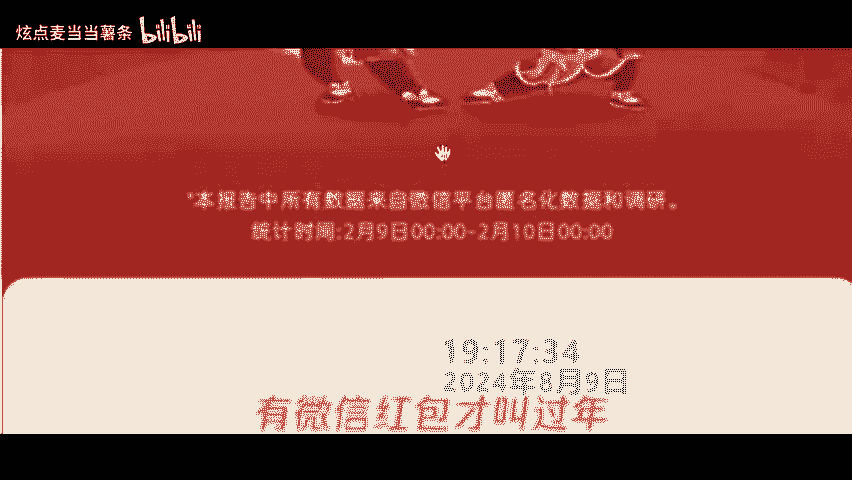 炫点麦当当薯条 bilibili
*本报告中所有数据来自微信平台匿名化数据和调研。
统计时间:2月9日00:00-2月10日00:00
19:17:34
2024年8月9日
有微信红包才叫过年